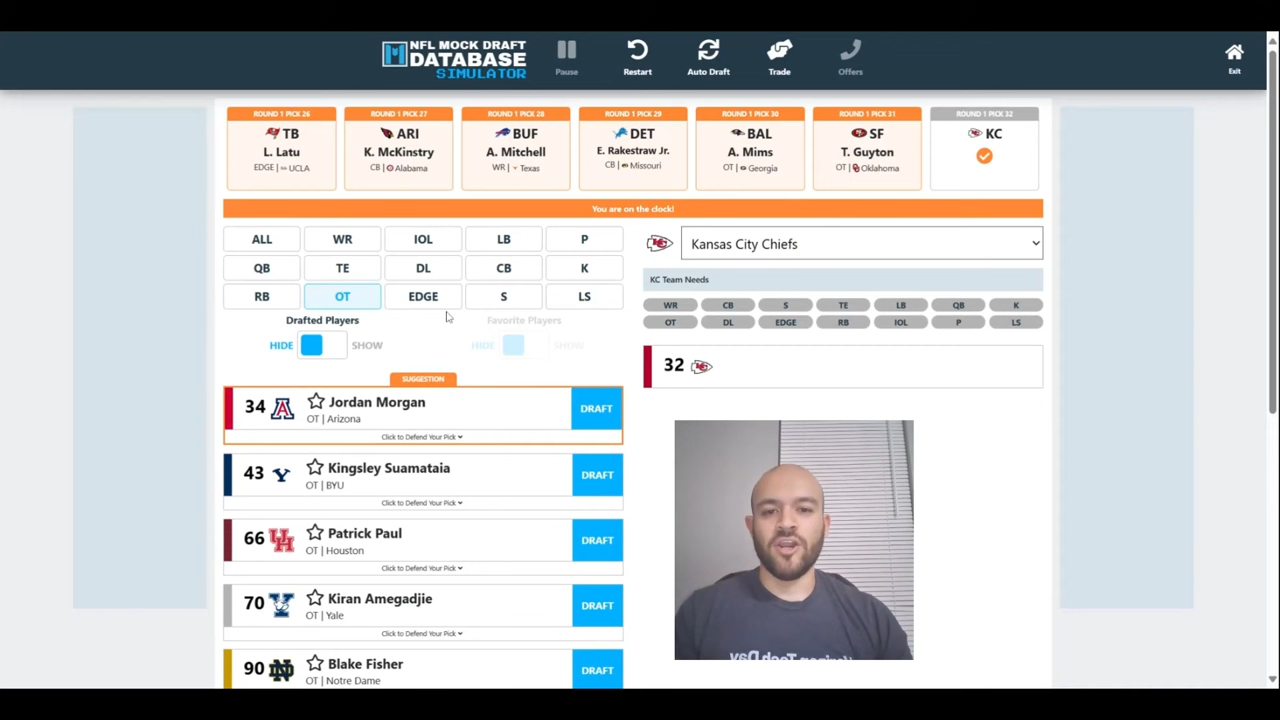 NFL MOCK DRAFT
DATABASE
SIMULATOR
Pause
Restart
Auto Draft
Trade
Offers
Exit
ROUND 1 PICK 26
TB
L. Latu
EDGE | UCLA
ROUND 1 PICK 27
ARI
K. McKinstry
CB | Alabama
ROUND 1 PICK 28
BUF
A. Mitchell
WR | Texas
ROUND 1 PICK 29
DET
E. Rakestraw Jr.
CB | Missouri
ROUND 1 PICK 30
BAL
A. Mims
OT | Georgia
ROUND 1 PICK 31
SF
T. Guyton
OT | Oklahoma
ROUND 1 PICK 32
KC
You are on the clock!
ALL WR IOL LB P
QB TE DL CB K
RB OT EDGE S LS
Drafted Players
HIDE SHOW
Favorite Players
HIDE SHOW
SUGGESTION
34 Jordan Morgan
OT | Arizona
DRAFT
Click to Defend Your Pick
43 Kingsley Suamataia
OT | BYU
DRAFT
Click to Defend Your Pick
66 Patrick Paul
OT | Houston
DRAFT
Click to Defend Your Pick
70 Kiran Amegadjie
OT | Yale
DRAFT
Click to Defend Your Pick
90 Blake Fisher
OT | Notre Dame
DRAFT
Kansas City Chiefs
KC Team Needs
WR CB S TE LB QB K
OT DL EDGE RB IOL P LS
32